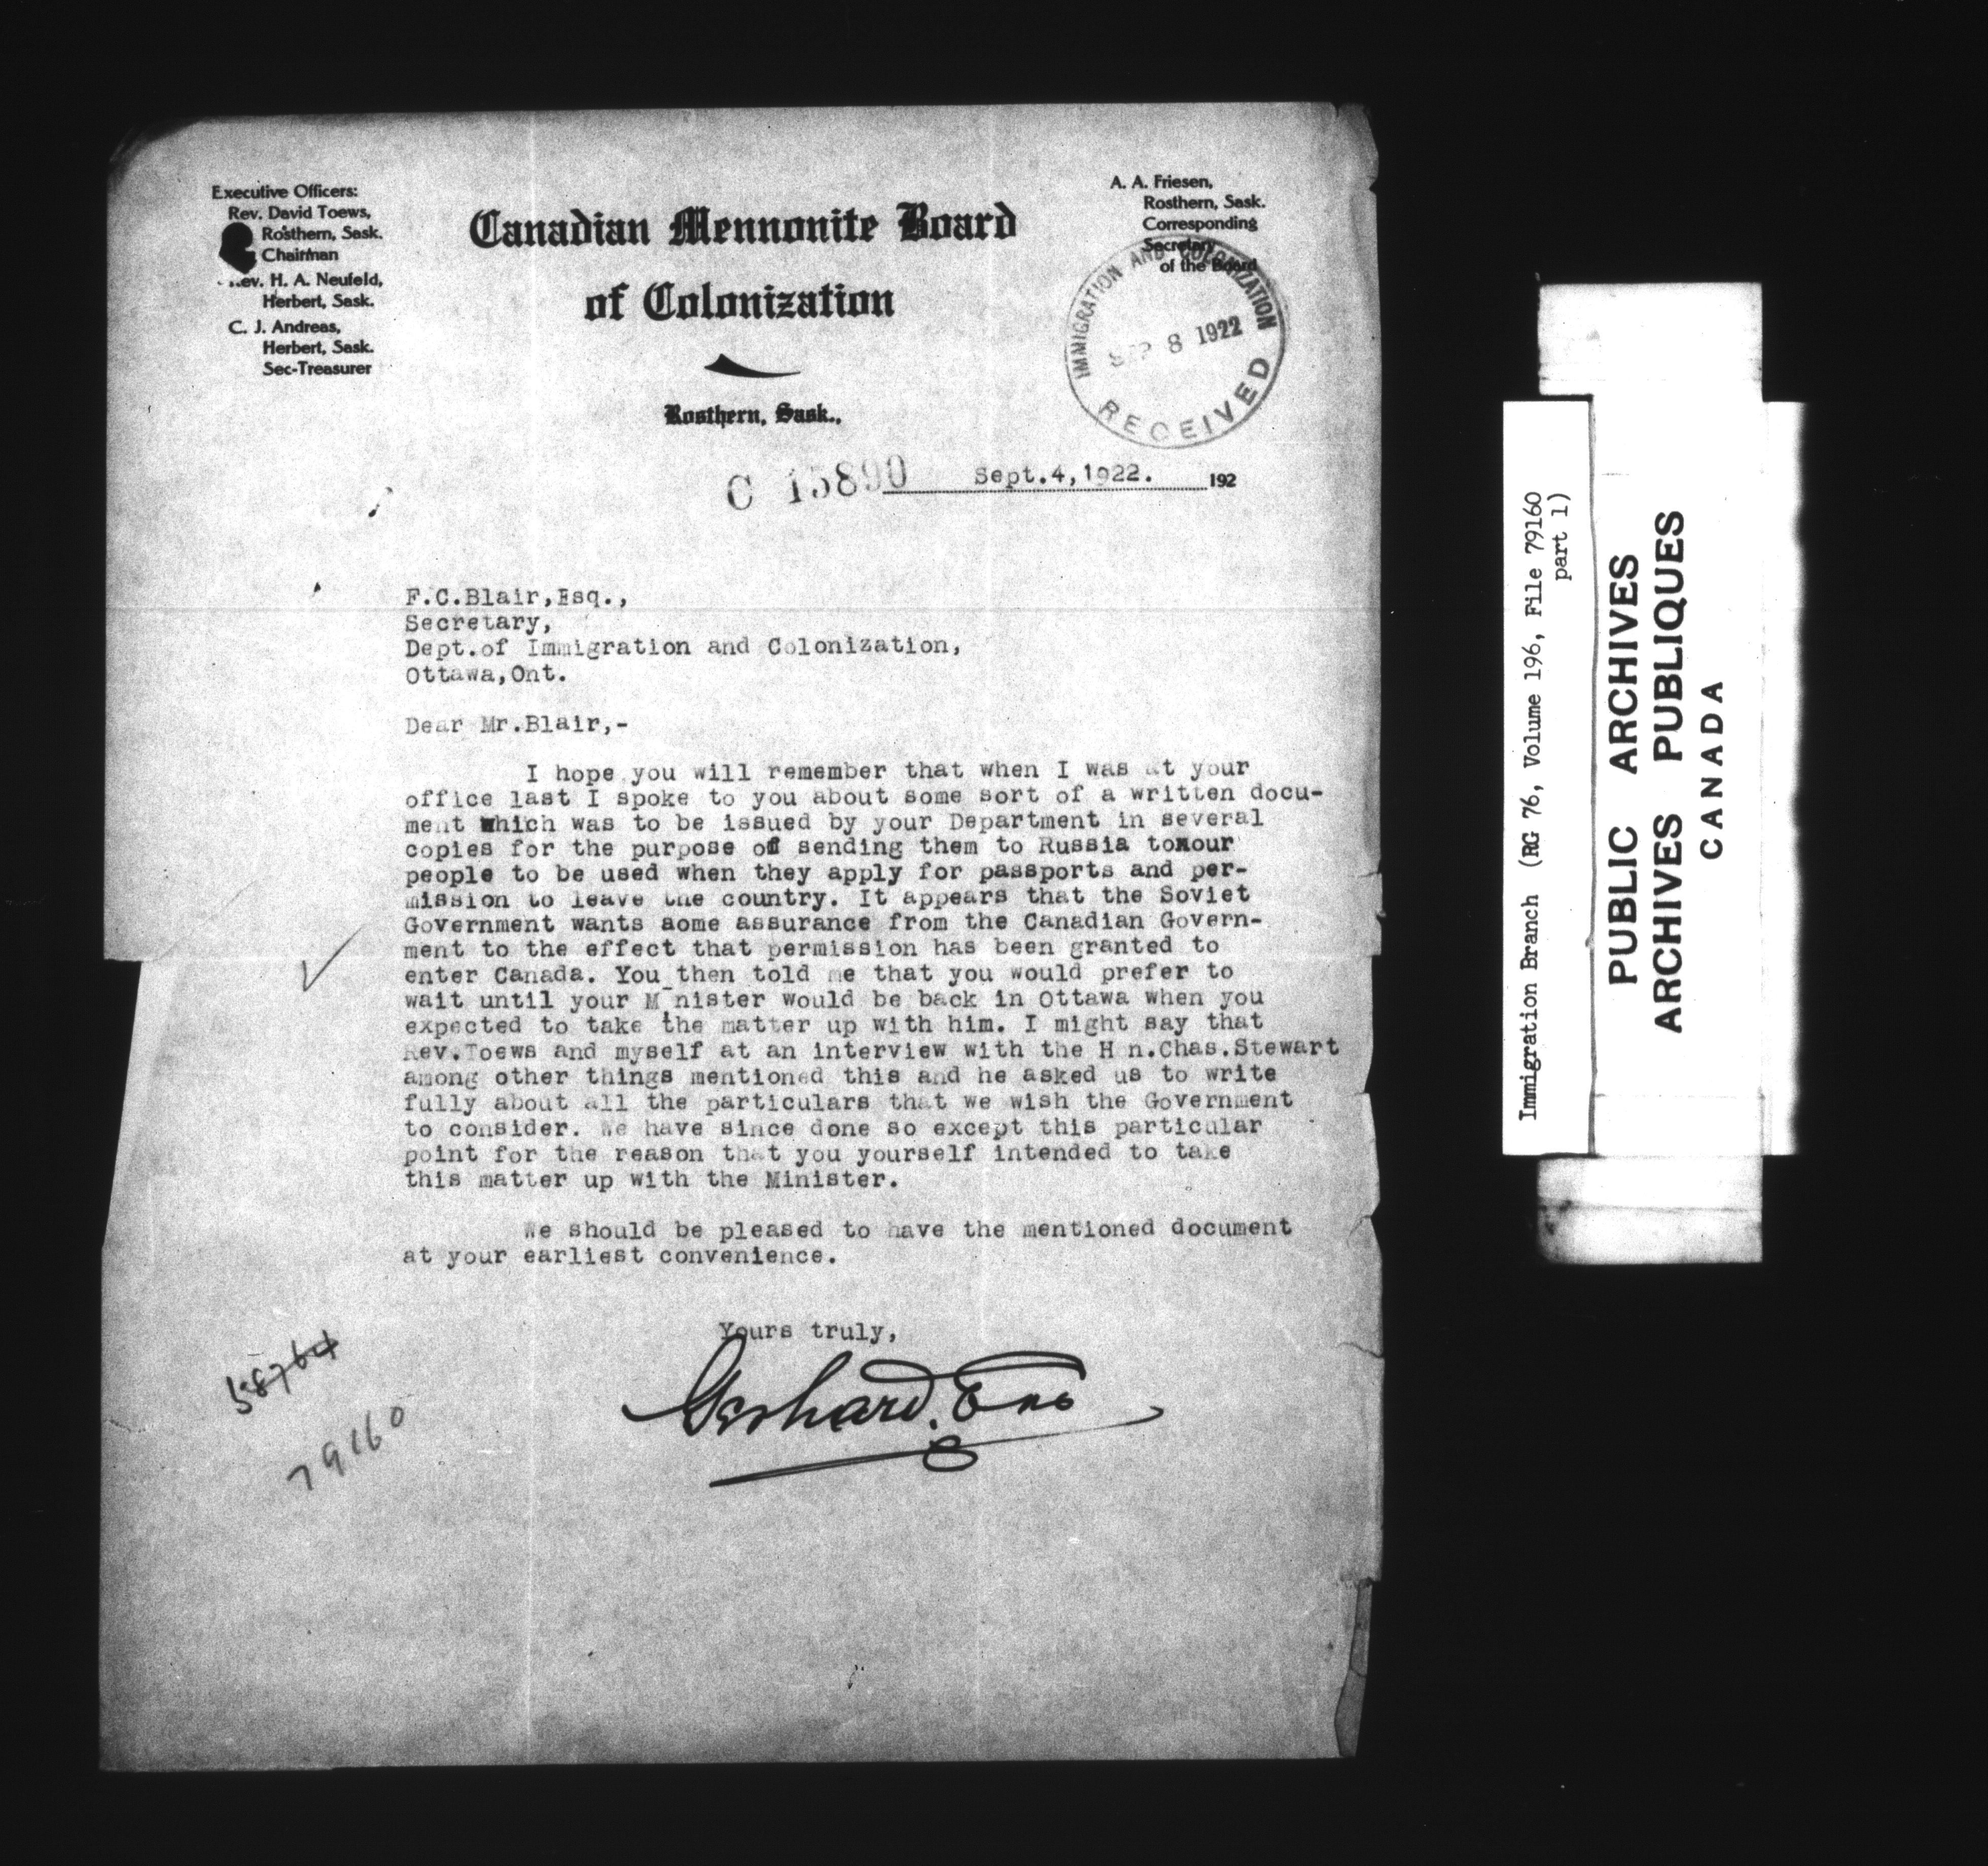 Executive Officers:
Rev. David Toews,
Rosthern, Sask.
Chairman
Rev. H. A. Neufeld,
Herbert, Sask.
C. J. Andreas,
Herbert, Sask.
Sec-Treasurer
Canadian Mennonite Board
of Colonization
Rosthern, Sask.,
A. A. Friesen,
Rosthern, Sask.
Corresponding
Secretary
of the Board
IMMIGRATION AND COLONIZATION
SEP 8 1922
RECEIVED
C 15890 Sept.4,1922. 192
F.C.Blair,Esq.,
Secretary,
Dept.of Immigration and Colonization,
Ottawa,Ont.
Dear Mr.Blair,-
I hope you will remember that when I was at your
office last I spoke to you about some sort of a written docu-
ment which was to be issued by your Department in several
copies for the purpose of sending them to Russia toxour
people to be used when they apply for passports and per-
mission to leave the country. It appears that the Soviet
Government wants aome assurance from the Canadian Govern-
ment to the effect that permission has been granted to
enter Canada. You then told me that you would prefer to
wait until your M nister would be back in Ottawa when you
expected to take the matter up with him. I might say that
Rev.Toews and myself at an interview with the H n.Chas.Stewart
among other things mentioned this and he asked us to write
fully about all the particulars that we wish the Government
to consider. We have since done so except this particular
point for the reason that you yourself intended to take
this matter up with the Minister.
We should be pleased to have the mentioned document
at your earliest convenience.
Yours truly,
Gerhard Ens
58764
79160
Immigration Branch (RG 76, Volume 196, File 79160
part 1)
PUBLIC ARCHIVES
ARCHIVES PUBLIQUES
CANADA